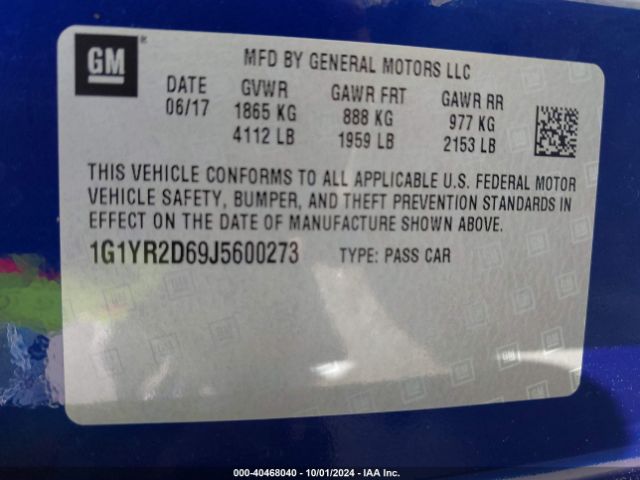 GM ®
MFD BY GENERAL MOTORS LLC
DATE GVWR GAWR FRT GAWR RR
06/17 1865 KG 888 KG 977 KG
4112 LB 1959 LB 2153 LB
THIS VEHICLE CONFORMS TO ALL APPLICABLE U.S. FEDERAL MOTOR
VEHICLE SAFETY, BUMPER, AND THEFT PREVENTION STANDARDS IN
EFFECT ON THE DATE OF MANUFACTURE SHOWN ABOVE.
1G1YR2D69J5600273 TYPE: PASS CAR
000-40468040 - 10/01/2024 - IAA Inc.